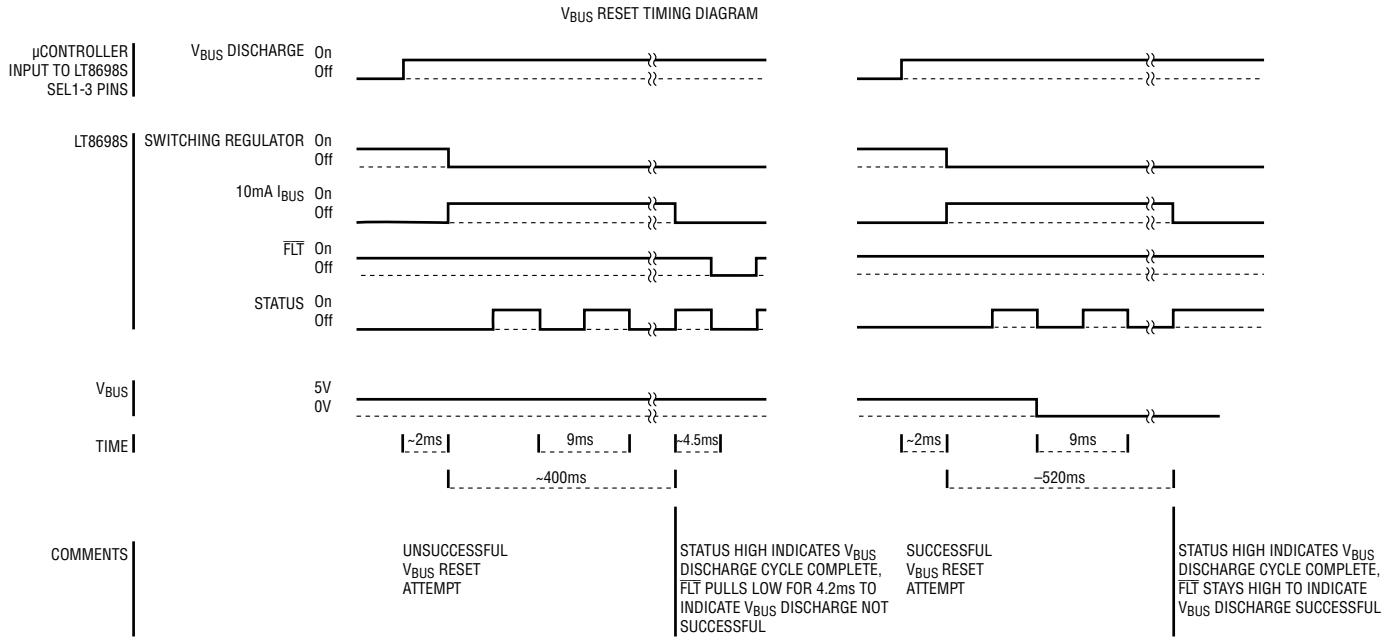 VBUS RESET TIMING DIAGRAM
µCONTROLLER
INPUT TO LT8698S
SEL1-3 PINS
VBUS DISCHARGE On
Off
LT8698S
SWITCHING REGULATOR On
Off
10mA IBUS On
Off
FLT On
Off
STATUS On
Off
VBUS
5V
0V
TIME
~2ms
9ms
~4.5ms
~400ms
~2ms
9ms
–520ms
COMMENTS
UNSUCCESSFUL
VBUS RESET
ATTEMPT
STATUS HIGH INDICATES VBUS
DISCHARGE CYCLE COMPLETE,
FLT PULLS LOW FOR 4.2ms TO
INDICATE VBUS DISCHARGE NOT
SUCCESSFUL
SUCCESSFUL
VBUS RESET
ATTEMPT
STATUS HIGH INDICATES VBUS
DISCHARGE CYCLE COMPLETE,
FLT STAYS HIGH TO INDICATE
VBUS DISCHARGE SUCCESSFUL